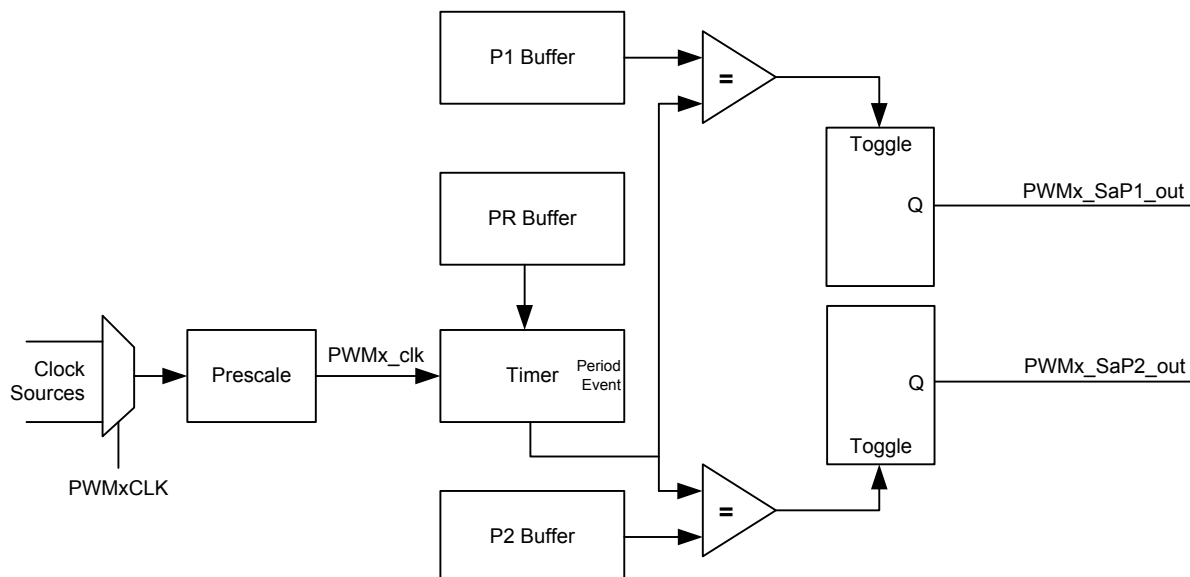 P1 Buffer
=
Toggle
Q
PWMx_SaP1_out
PR Buffer
Clock
Sources
PWMxCLK
Prescale
PWMx_clk
Timer
Period
Event
Q
PWMx_SaP2_out
Toggle
P2 Buffer
=